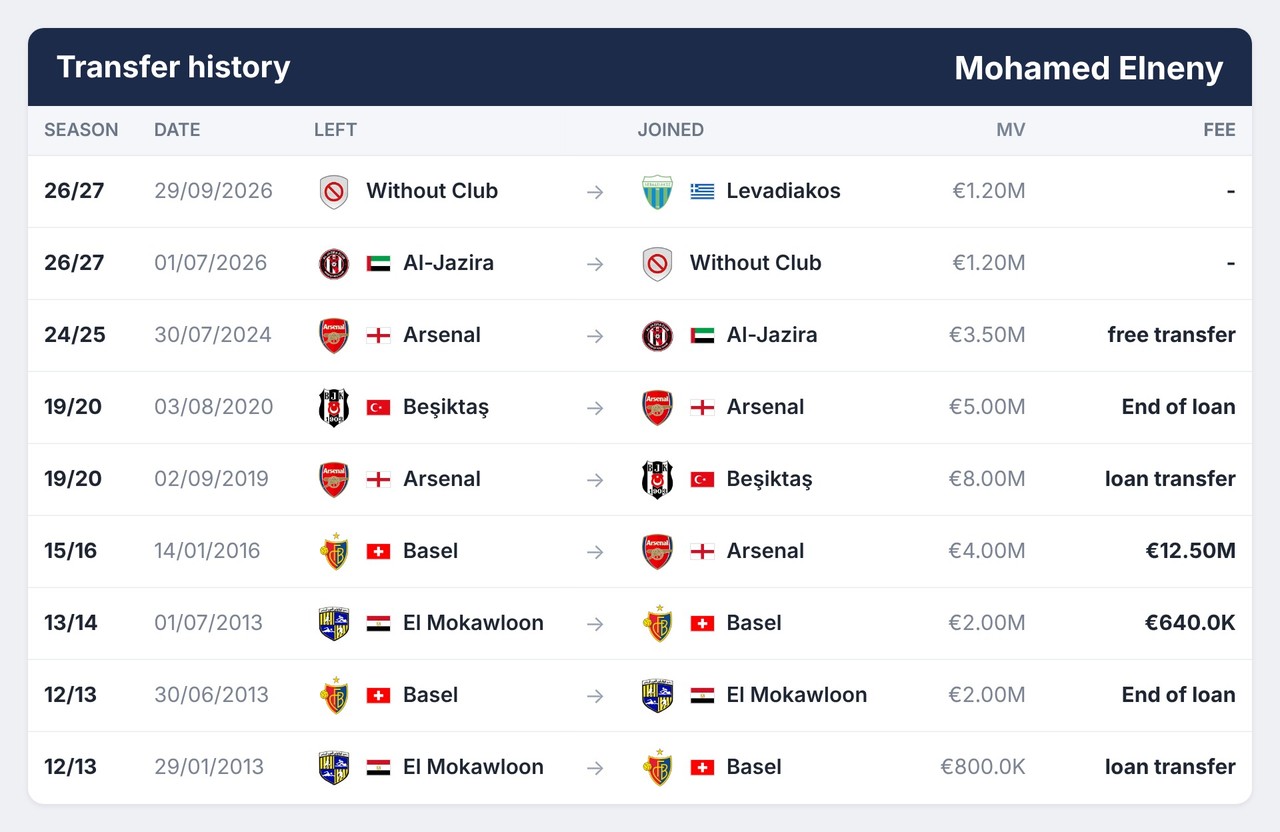 Transfer history Mohamed Elneny
SEASON DATE LEFT JOINED MV FEE
26/27 29/09/2026 Without Club → Levadiakos €1.20M -
26/27 01/07/2026 Al-Jazira → Without Club €1.20M -
24/25 30/07/2024 Arsenal → Al-Jazira €3.50M free transfer
19/20 03/08/2020 Beşiktaş → Arsenal €5.00M End of loan
19/20 02/09/2019 Arsenal → Beşiktaş €8.00M loan transfer
15/16 14/01/2016 Basel → Arsenal €4.00M €12.50M
13/14 01/07/2013 El Mokawloon → Basel €2.00M €640.0K
12/13 30/06/2013 Basel → El Mokawloon €2.00M End of loan
12/13 29/01/2013 El Mokawloon → Basel €800.0K loan transfer